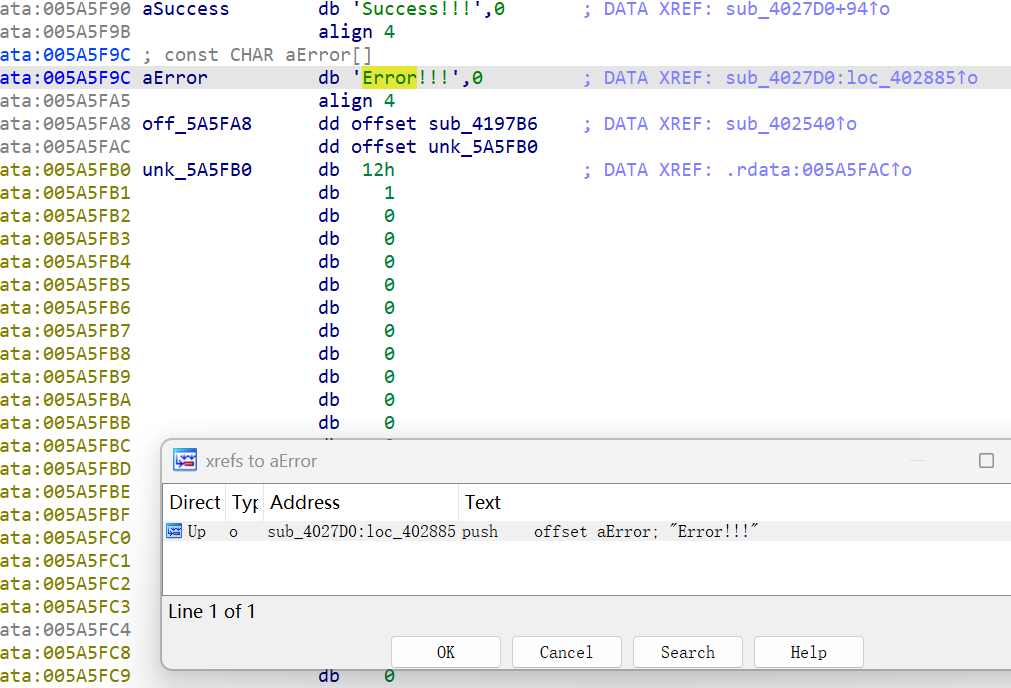 ata:005A5F90 aSuccess db 'Success!!!',0 ; DATA XREF: sub_4027D0+94↑o
ata:005A5F9B align 4
ata:005A5F9C ; const CHAR aError[]
ata:005A5F9C aError db 'Error!!!',0 ; DATA XREF: sub_4027D0:loc_402885↑o
ata:005A5FA5 align 4
ata:005A5FA8 off_5A5FA8 dd offset sub_4197B6 ; DATA XREF: sub_402540↑o
ata:005A5FAC dd offset unk_5A5FB0
ata:005A5FB0 unk_5A5FB0 db 12h ; DATA XREF: .rdata:005A5FAC↑o
ata:005A5FB1 db 1
ata:005A5FB2 db 0
ata:005A5FB3 db 0
ata:005A5FB4 db 0
ata:005A5FB5 db 0
ata:005A5FB6 db 0
ata:005A5FB7 db 0
ata:005A5FB8 db 0
ata:005A5FB9 db 0
ata:005A5FBA db 0
ata:005A5FBB db 0
ata:005A5FBC
ata:005A5FBD
ata:005A5FBE
ata:005A5FBF
ata:005A5FC0
ata:005A5FC1
ata:005A5FC2
ata:005A5FC3
ata:005A5FC4
ata:005A5FC8
ata:005A5FC9 db 0
xrefs to aError
Direct Typ Address Text
Up o sub_4027D0:loc_402885 push offset aError; "Error!!!"
Line 1 of 1
OK Cancel Search Help